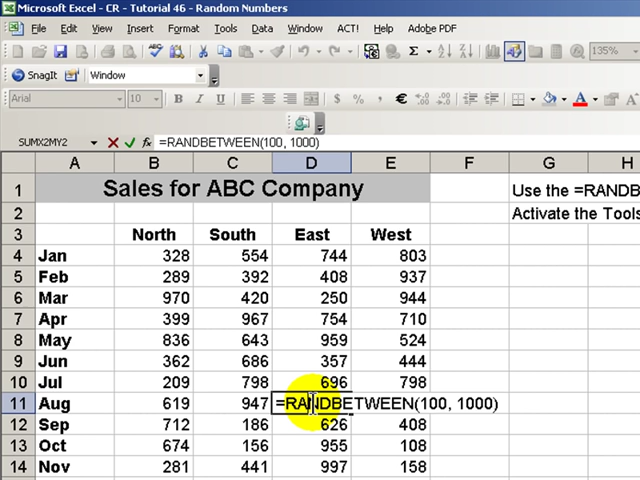 Microsoft Excel - CR - Tutorial 46 - Random Numbers
File Edit View Insert Format Tools Data Window ACT! Help Adobe PDF
135%
SnagIt Window
Arial 10 B I U $ % , €
SUMX2MY2 =RANDBETWEEN(100, 1000)
A B C D E F G H
1 Sales for ABC Company Use the =RANDB
2 Activate the Tools
3 North South East West
4 Jan 328 554 744 803
5 Feb 289 392 408 937
6 Mar 970 420 250 944
7 Apr 399 967 754 710
8 May 836 643 959 524
9 Jun 362 686 357 444
10 Jul 209 798 696 798
11 Aug 619 947 =RANDBETWEEN(100, 1000)
12 Sep 712 186 626 408
13 Oct 674 156 955 108
14 Nov 281 441 997 158